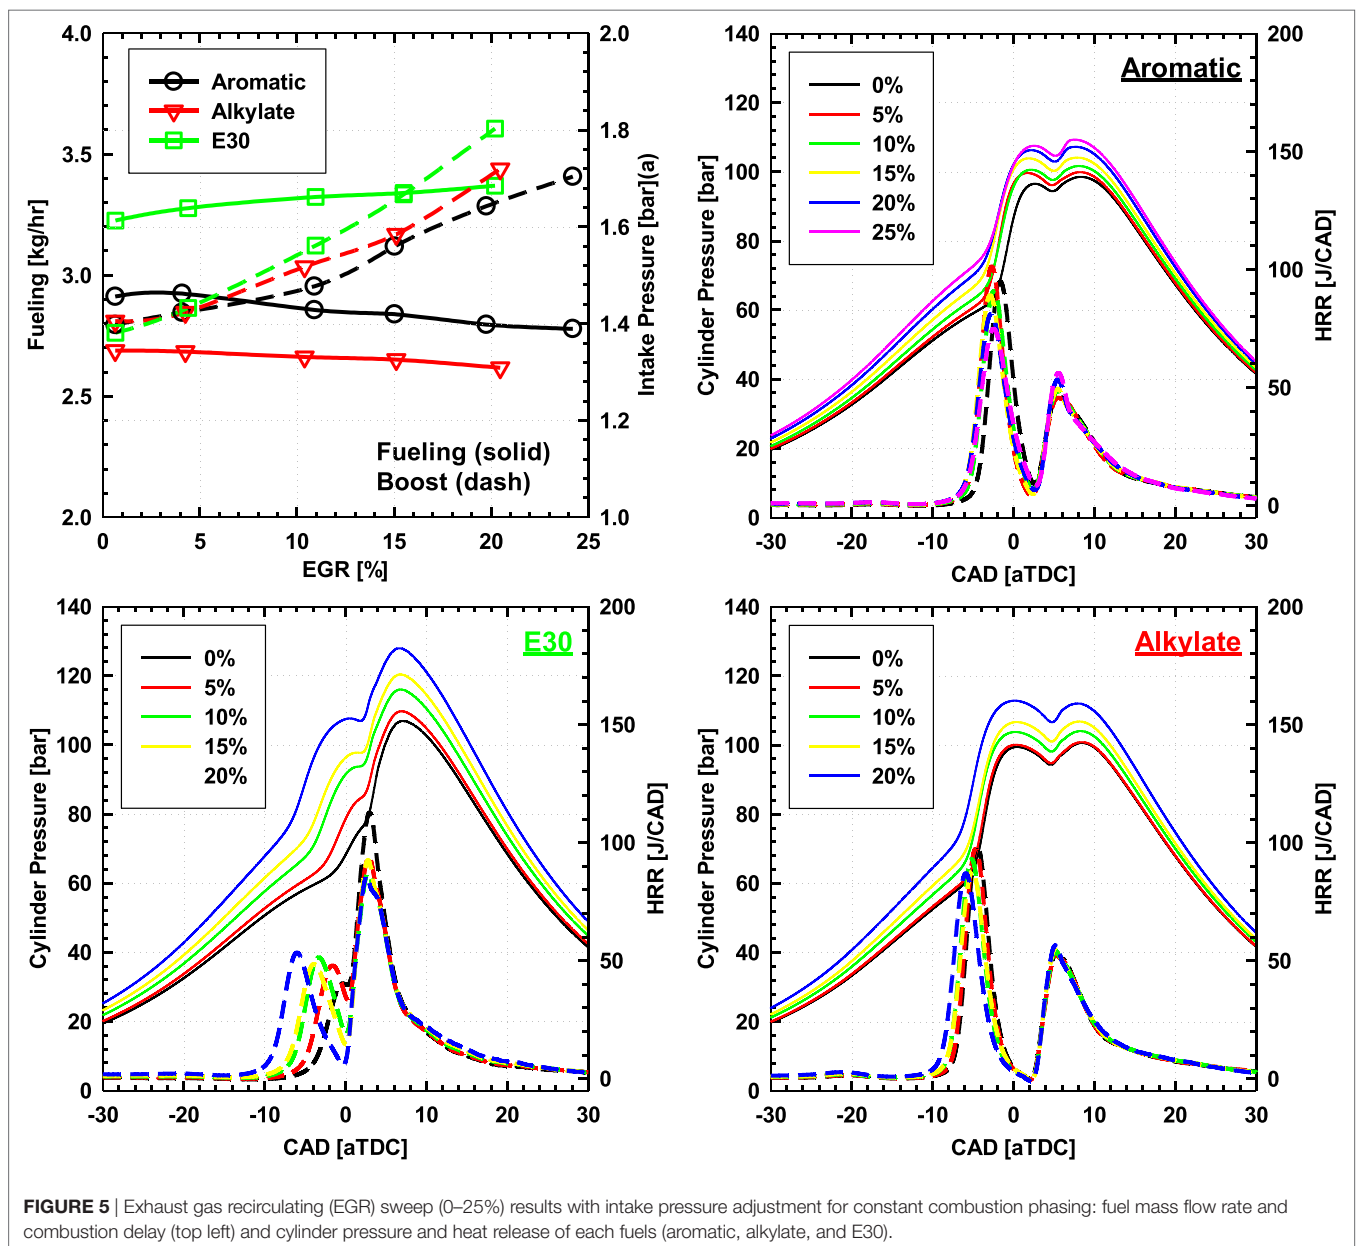 4.0
3.5
3.0
2.5
2.0
Fueling [kg/hr]
Aromatic
Alkylate
E30
2.0
1.8
1.6
1.4
1.2
1.0
Intake Pressure [bar](a)
Fueling (solid)
Boost (dash)
0 5 10 15 20 25
EGR [%]
140
120
100
80
60
40
20
0
Cylinder Pressure [bar]
0%
5%
10%
15%
20%
25%
Aromatic
200
150
100
50
0
HRR [J/CAD]
-30 -20 -10 0 10 20 30
CAD [aTDC]
140
120
100
80
60
40
20
0
Cylinder Pressure [bar]
0%
5%
10%
15%
20%
E30
200
150
100
50
0
HRR [J/CAD]
-30 -20 -10 0 10 20 30
CAD [aTDC]
140
120
100
80
60
40
20
0
Cylinder Pressure [bar]
0%
5%
10%
15%
20%
Alkylate
200
150
100
50
0
HRR [J/CAD]
-30 -20 -10 0 10 20 30
CAD [aTDC]
FIGURE 5 | Exhaust gas recirculating (EGR) sweep (0–25%) results with intake pressure adjustment for constant combustion phasing: fuel mass flow rate and
combustion delay (top left) and cylinder pressure and heat release of each fuels (aromatic, alkylate, and E30).